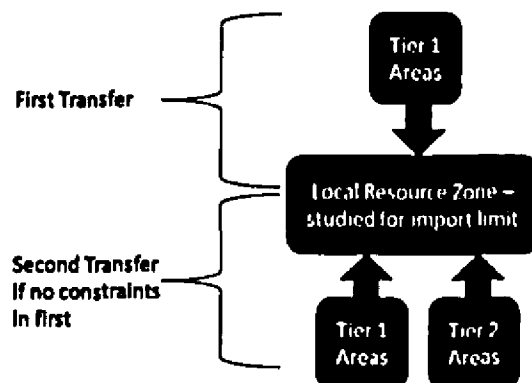 Tier 1
Areas
First Transfer
Local Resource Zone –
studied for import limit
Second Transfer
If no constraints
In first
Tier 1
Areas
Tier 2
Areas